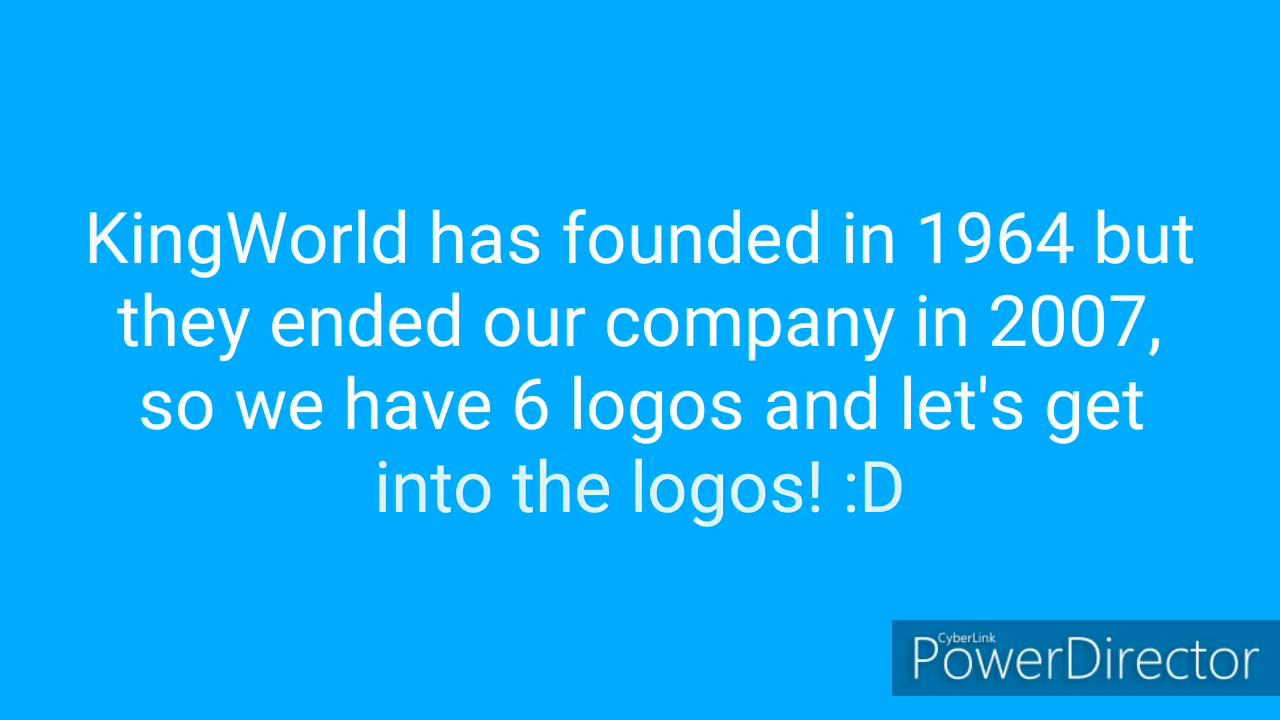 KingWorld has founded in 1964 but
they ended our company in 2007,
so we have 6 logos and let's get
into the logos! :D
CyberLink
PowerDirector